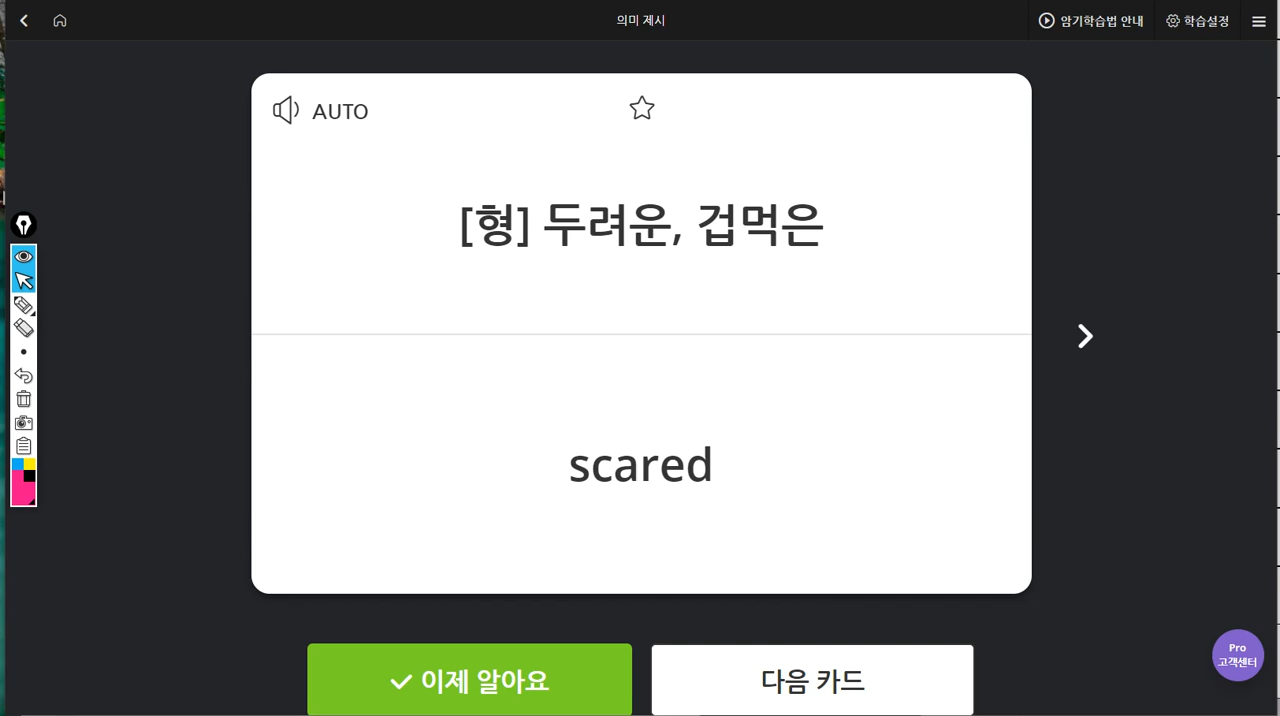 의미 제시
암기학습법 안내
학습설정
AUTO
[형] 두려운, 겁먹은
scared
이제 알아요
다음 카드
Pro
고객센터